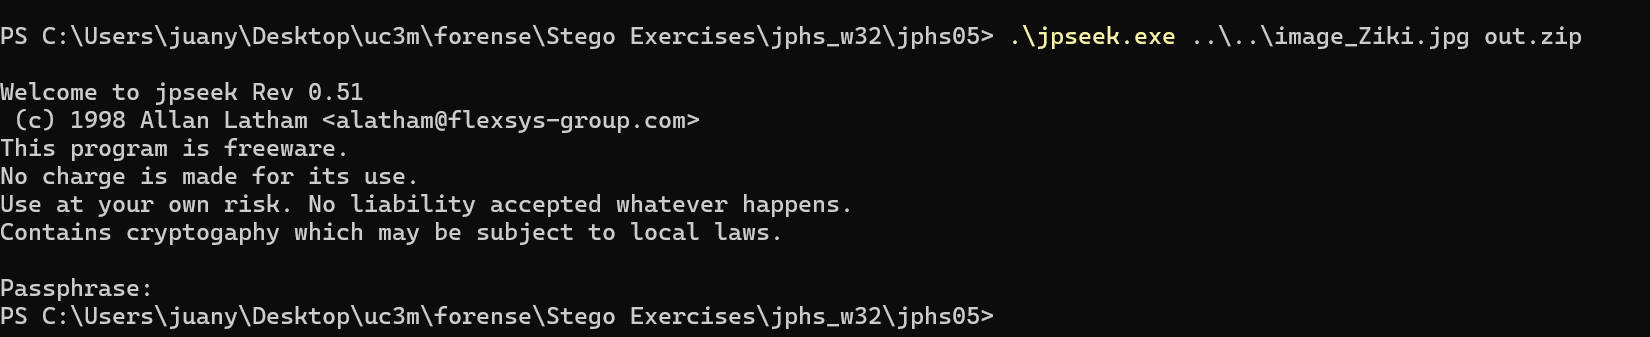 PS C:\Users\juany\Desktop\uc3m\forense\Stego Exercises\jphs_w32\jphs05> .\jpseek.exe ..\..\image_Ziki.jpg out.zip
Welcome to jpseek Rev 0.51
(c) 1998 Allan Latham <alatham@flexsys-group.com>
This program is freeware.
No charge is made for its use.
Use at your own risk. No liability accepted whatever happens.
Contains cryptogaphy which may be subject to local laws.
Passphrase:
PS C:\Users\juany\Desktop\uc3m\forense\Stego Exercises\jphs_w32\jphs05>